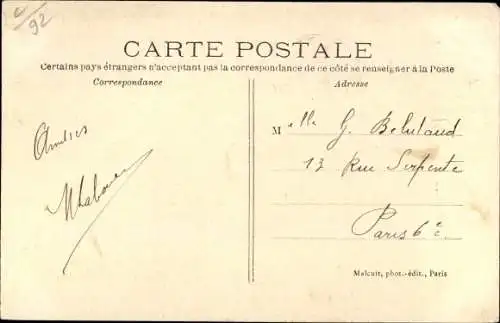 c/92
CARTE POSTALE
Certains pays étrangers n'acceptant pas la correspondance de ce côté se renseigner à la Poste
Correspondance
Adresse
Amitiés
M elle G. Belutaud
13 Rue Serpente
Paris 6e
Malcuit, phot.-édit., Paris